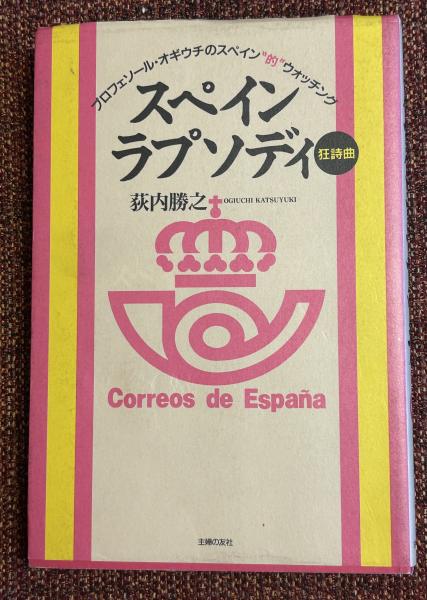 プロフェソール・オギウチのスペイン"的"ウォッチング
スペイン
ラプソディ
狂詩曲
荻内勝之
OGIUCHI KATSUYUKI
Correos de España
主婦の友社